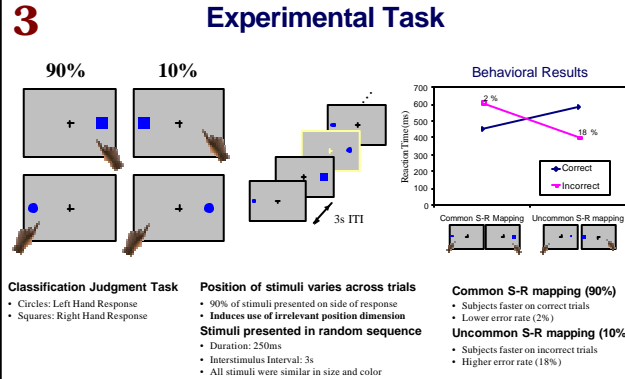 3
Experimental Task
90%
10%
3s ITI
Behavioral Results
Reaction Time(ms)
700
600
500
400
300
200
100
0
2 %
18 %
Correct
Incorrect
Common S-R Mapping
Uncommon S-R mapping
Classification Judgment Task
• Circles: Left Hand Response
• Squares: Right Hand Response
Position of stimuli varies across trials
• 90% of stimuli presented on side of response
• Induces use of irrelevant position dimension
Stimuli presented in random sequence
• Duration: 250ms
• Interstimulus Interval: 3s
• All stimuli were similar in size and color
Common S-R mapping (90%)
• Subjects faster on correct trials
• Lower error rate (2%)
Uncommon S-R mapping (10%
• Subjects faster on incorrect trials
• Higher error rate (18%)